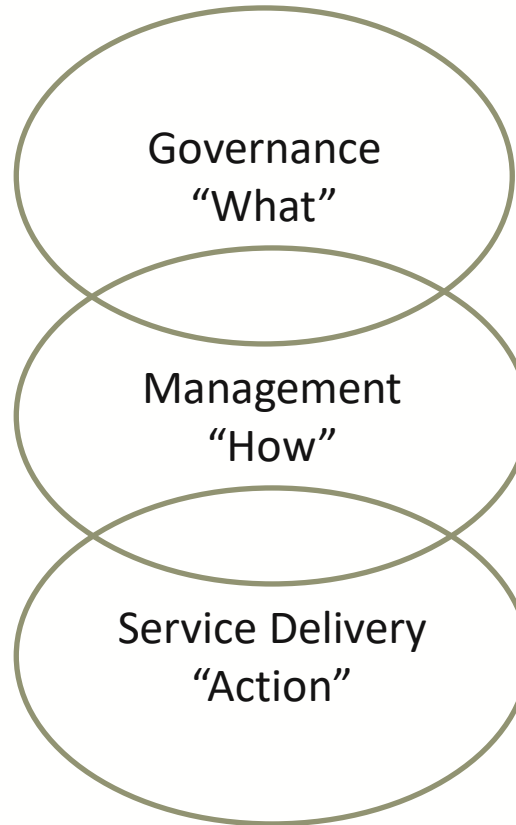 Governance
“What”
Management
“How”
Service Delivery
“Action”